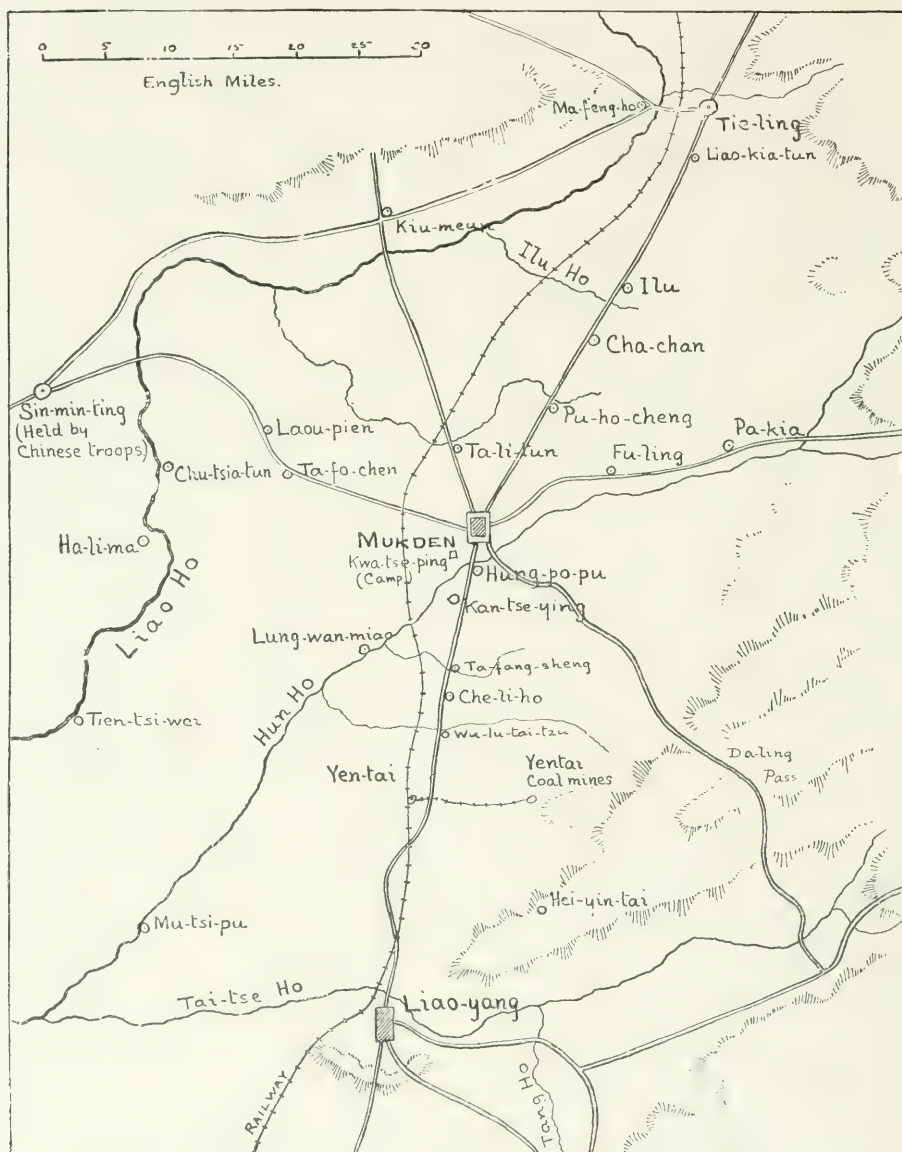 0 5 10 15 20 25 30
English Miles.
Ma-feng-ho
Tie-ling
Liao-kia-tun
Kiu-meun
Ilu Ho
Ilu
Cha-chan
Sin-min-ting
(Held by
Chinese troops)
Laou-pien
Pu-ho-cheng
Pa-kia
Chu-tsia-tun
Ta-fo-chen
Ta-li-tun
Fu-ling
Ha-li-ma
MUKDEN
Kwa-tse-ping
(Camp)
Hung-po-pu
Kan-tse-ying
Liao Ho
Lung-wan-miao
Ta-fang-sheng
Che-li-ho
Hun Ho
Tien-tsi-wei
Wu-lu-tai-tzu
Da-ling
Pass
Yen-tai
Yentai
Coal mines
Hei-yin-tai
Mu-tsi-pu
Tai-tse Ho
Liao-yang
RAILWAY
Tang Ho